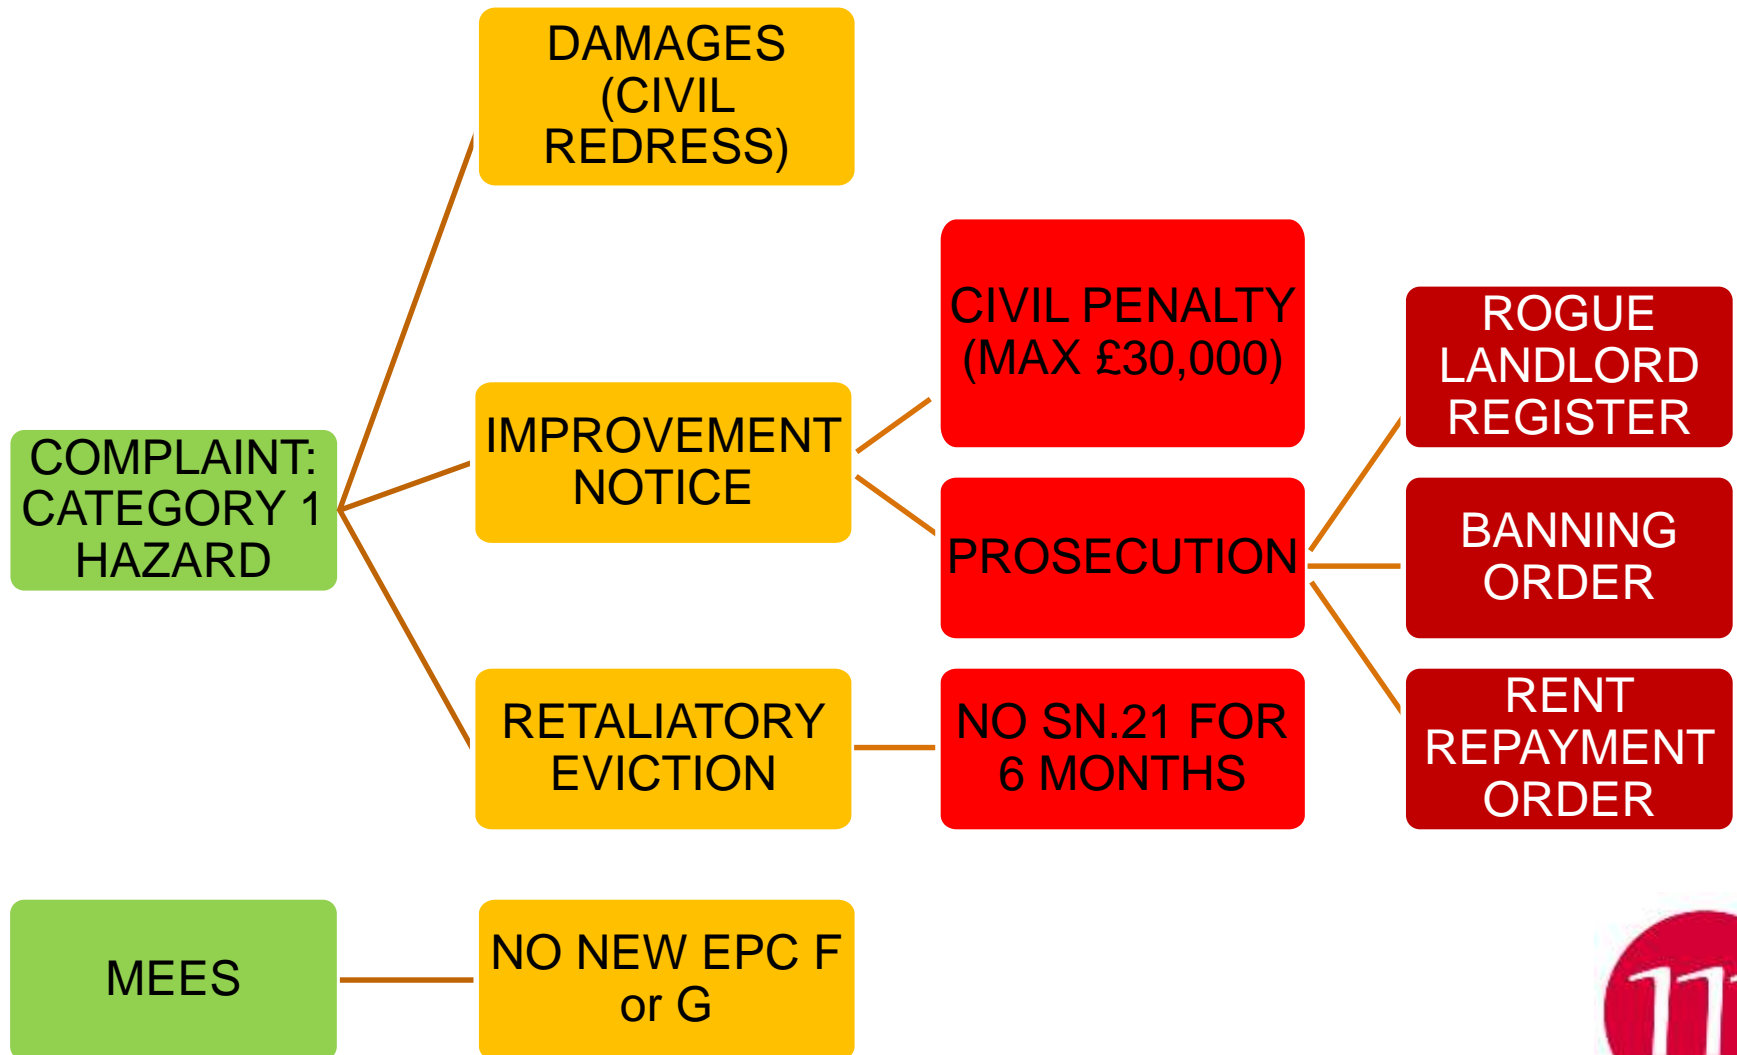 DAMAGES
(CIVIL
REDRESS)
COMPLAINT:
CATEGORY 1
HAZARD
IMPROVEMENT
NOTICE
CIVIL PENALTY
(MAX £30,000)
PROSECUTION
ROGUE
LANDLORD
REGISTER
BANNING
ORDER
RENT
REPAYMENT
ORDER
RETALIATORY
EVICTION
NO SN.21 FOR
6 MONTHS
MEES
NO NEW EPC F
or G